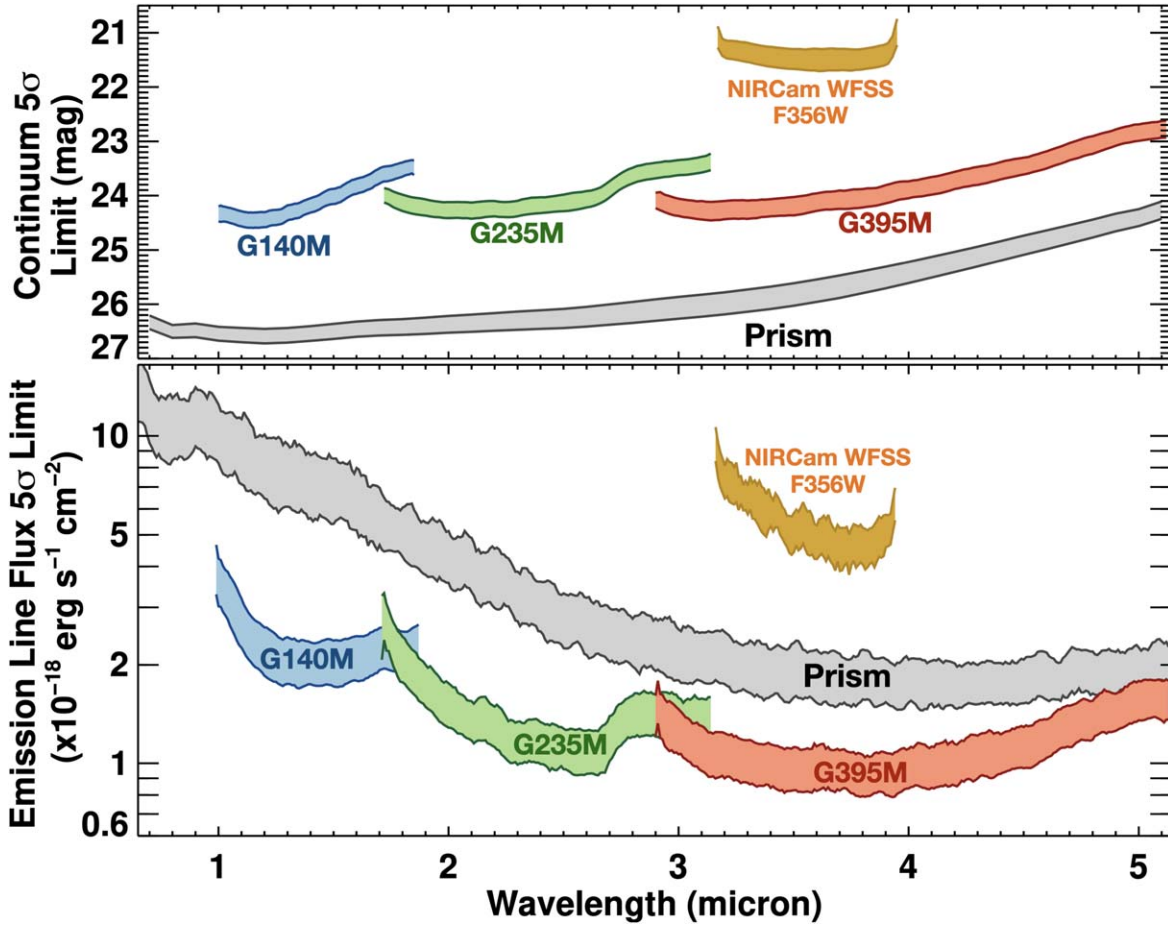 Continuum 5σ
Limit (mag)
21
22
23
24
25
26
27
NIRCam WFSS
F356W
G140M
G235M
G395M
Prism
Emission Line Flux 5σ Limit
(x10⁻¹⁸ erg s⁻¹ cm⁻²)
10
5
2
1
0.6
NIRCam WFSS
F356W
G140M
Prism
G235M
G395M
1 2 3 4 5
Wavelength (micron)